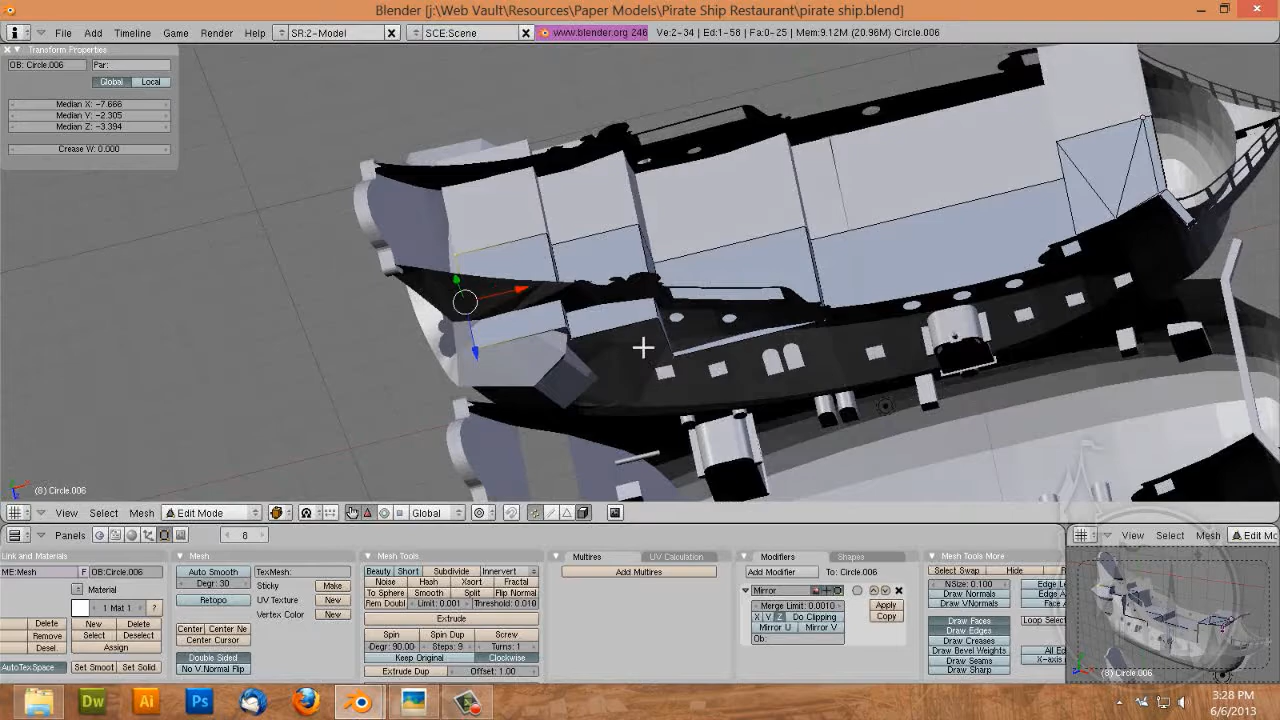 Blender [j:\Web Vault\Resources\Paper Models\Pirate Ship Restaurant\pirate ship.blend]
File Add Timeline Game Render Help SR:2-Model SCE:Scene www.blender.org 246 Ve:2-34 | Ed:1-58 | Fa:0-25 | Mem:9.12M (20.96M) Circle.006
Transform Properties
OB: Circle.006 Par:
Global Local
Median X: -7.666
Median Y: -2.305
Median Z: -3.394
Crease W: 0.000
(8) Circle.006
View Select Mesh Edit Mode Global
Panels 8 View Select Mesh Edit Mo
Link and Materials
ME:Mesh F OB:Circle.006
Material
1 Mat 1 ?
New Delete
Remove Select Deselect
Desel. Assign
AutoTexSpace Set Smoot Set Solid
Mesh
Auto Smooth
Degr: 30
Retopo
Center Center Ne
Center Cursor
Double Sided
No V.Normal Flip
TexMesh:
Sticky Make
UV Texture New
Vertex Color New
Mesh Tools
Beauty Short Subdivide Innervert
Noise Hash Xsort Fractal
To Sphere Smooth Split Flip Normal
Rem Doubl Limit: 0.001 Threshold: 0.010
Extrude
Spin Spin Dup Screw
Degr: 90.00 Steps: 9 Turns: 1
Keep Original Clockwise
Extrude Dup Offset: 1.00
Multires UV Calculation
Add Multires
Modifiers Shapes
Add Modifier To: Circle.006
Mirror
Merge Limit: 0.0010 Apply
X Y Z Do Clipping Copy
Mirror U Mirror V
Ob:
Mesh Tools More
Select Swap Hide
NSize: 0.100 Edge L
Draw Normals Edge A
Draw VNormals Face A
Draw Faces Loop Select
Draw Edges
Draw Creases
Draw Bevel Weights All Ed
Draw Seams X-axis
Draw Sharp
(8) Circle.006
Dw Ai Ps
3:28 PM
6/6/2013